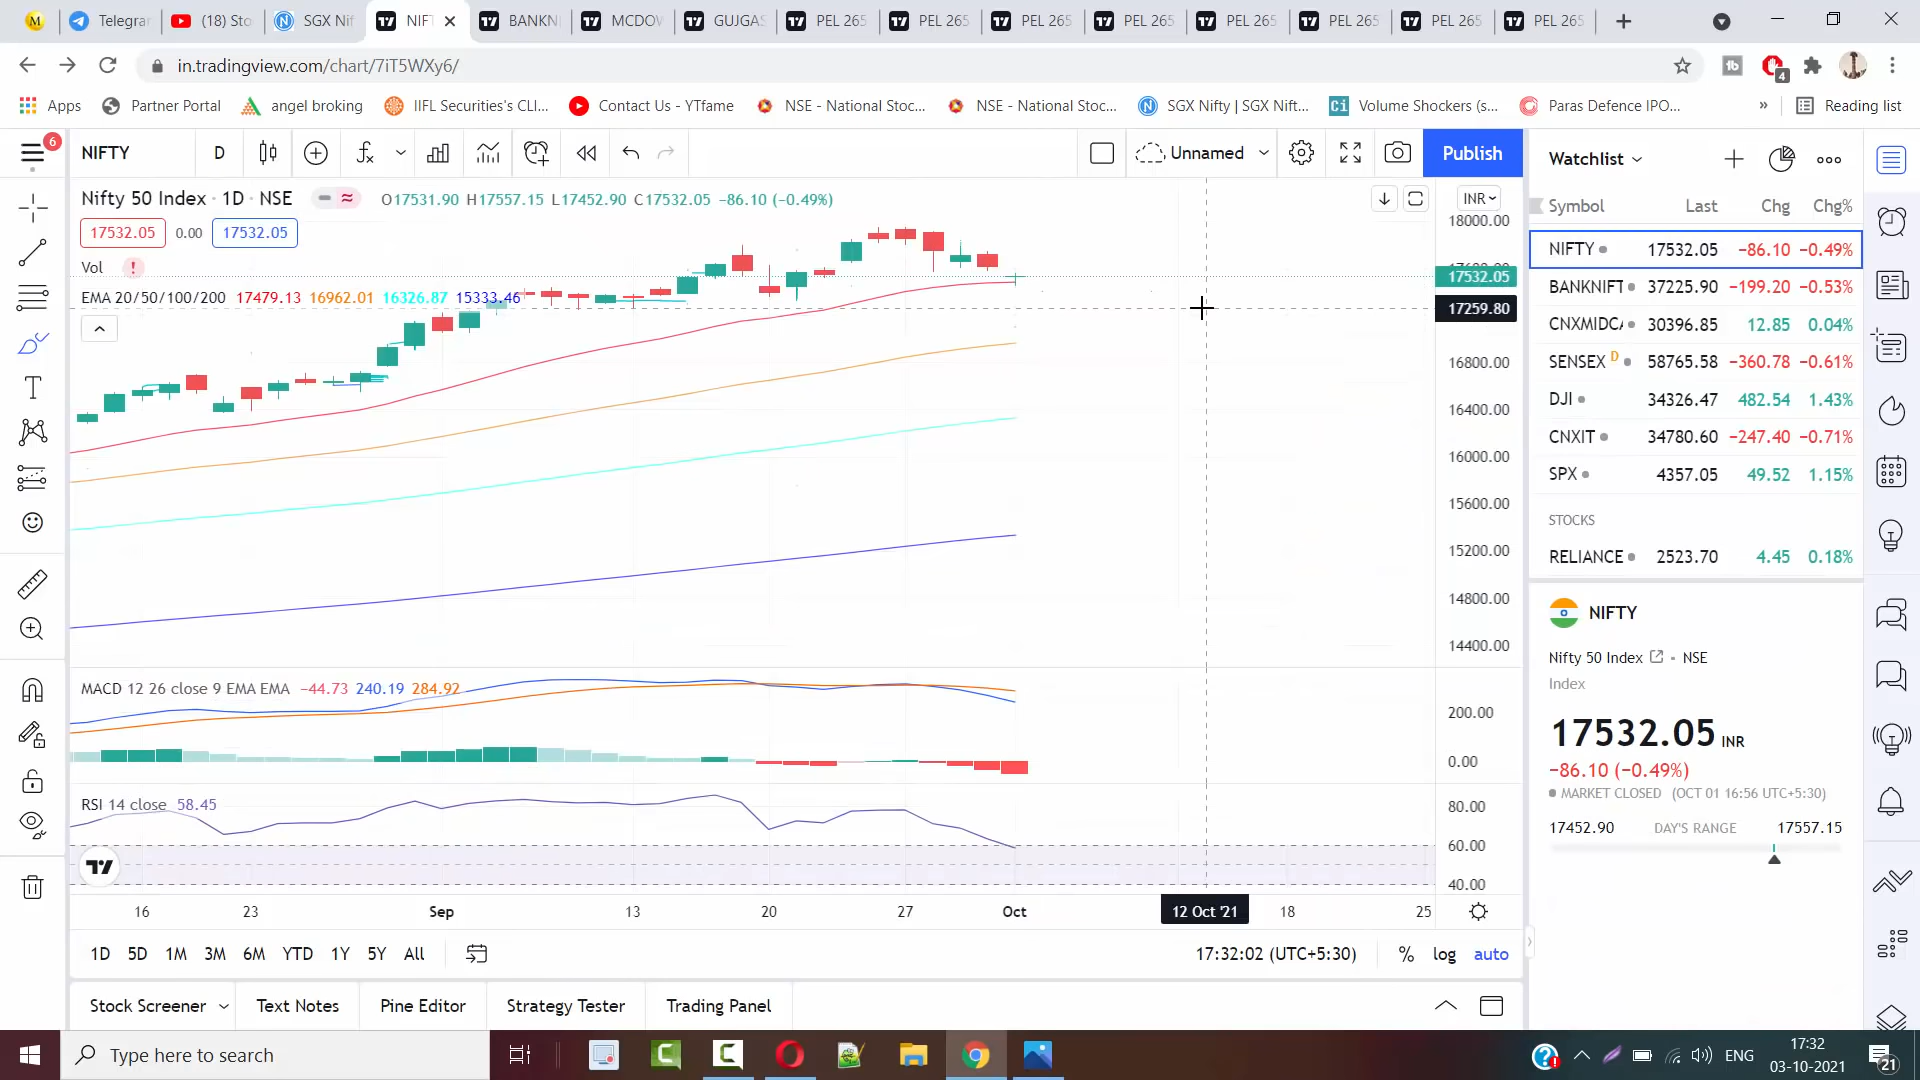 Telegrar
(18) Sto
SGX Nif
NIFT
BANKNI
MCDOW
GUJGAS
PEL 265
PEL 265
PEL 265
PEL 265
PEL 265
PEL 265
PEL 265
PEL 265
in.tradingview.com/chart/7iT5WXy6/
4
Apps
Partner Portal
angel broking
IIFL Securities's CLI...
Contact Us - YTfame
NSE - National Stoc...
NSE - National Stoc...
SGX Nifty | SGX Nift...
Volume Shockers (s...
Paras Defence IPO...
»
Reading list
6
NIFTY
D
Unnamed
Publish
Watchlist
Nifty 50 Index · 1D · NSE
O17531.90 H17557.15 L17452.90 C17532.05 −86.10 (−0.49%)
INR
17532.05
0.00
17532.05
Vol
EMA 20/50/100/200 17479.13 16962.01 16326.87 15333.46
18000.00
17532.05
17259.80
16800.00
16400.00
16000.00
15600.00
15200.00
14800.00
14400.00
MACD 12 26 close 9 EMA EMA −44.73 240.19 284.92
200.00
0.00
RSI 14 close 58.45
80.00
60.00
40.00
16
23
Sep
13
20
27
Oct
12 Oct '21
18
25
1D 5D 1M 3M 6M YTD 1Y 5Y All
17:32:02 (UTC+5:30)
% log auto
Stock Screener
Text Notes
Pine Editor
Strategy Tester
Trading Panel
Symbol Last Chg Chg%
NIFTY 17532.05 −86.10 −0.49%
BANKNIFT 37225.90 −199.20 −0.53%
CNXMIDCA 30396.85 12.85 0.04%
SENSEX D 58765.58 −360.78 −0.61%
DJI 34326.47 482.54 1.43%
CNXIT 34780.60 −247.40 −0.71%
SPX 4357.05 49.52 1.15%
STOCKS
RELIANCE 2523.70 4.45 0.18%
NIFTY
Nifty 50 Index · NSE
Index
17532.05 INR
−86.10 (−0.49%)
MARKET CLOSED (OCT 01 16:56 UTC+5:30)
17452.90 DAY'S RANGE 17557.15
Type here to search
ENG
17:32
03-10-2021
21